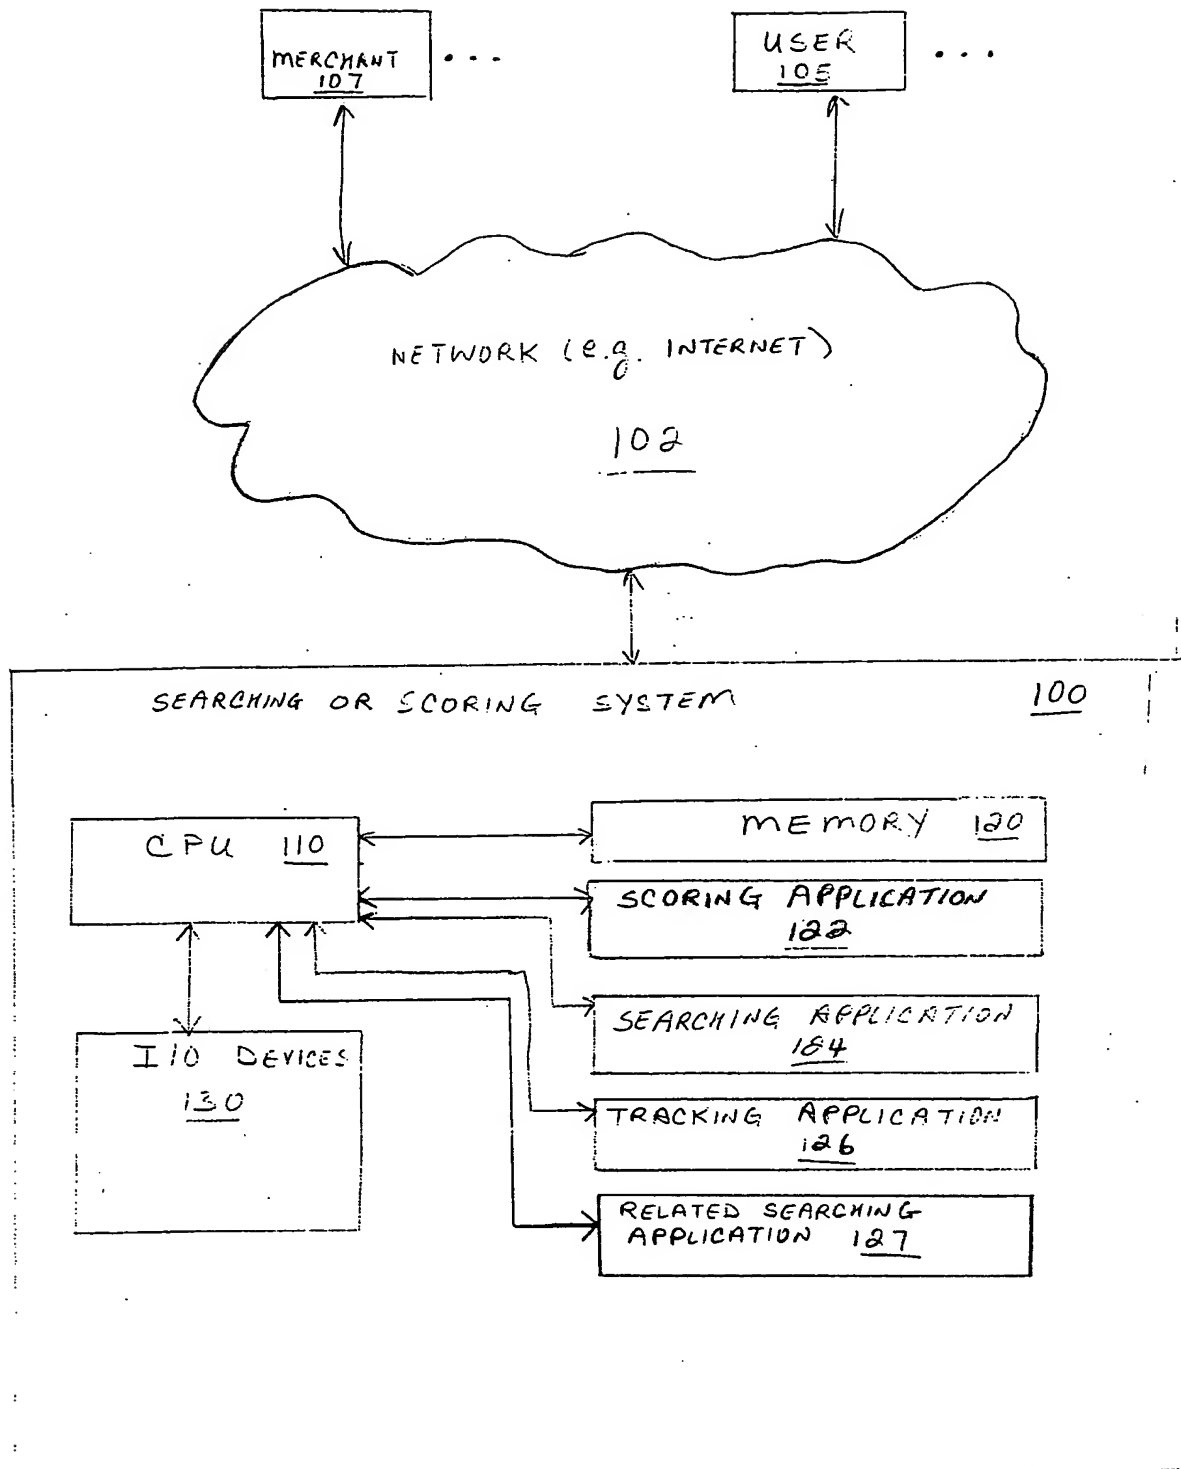 MERCHANT
107
...
USER
105
...
NETWORK (e.g. INTERNET)
102
SEARCHING OR SCORING SYSTEM 100
CPU 110
MEMORY 120
SCORING APPLICATION
122
SEARCHING APPLICATION
124
I/O DEVICES
130
TRACKING APPLICATION
126
RELATED SEARCHING
APPLICATION 127